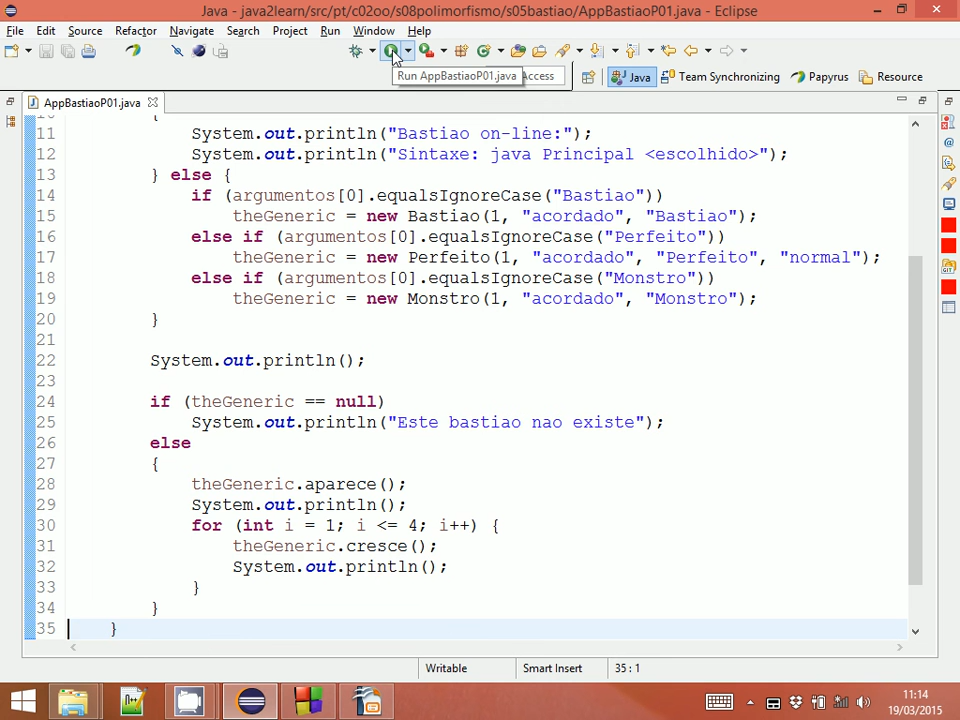 Java - java2learn/src/pt/c02oo/s08polimorfismo/s05bastiao/AppBastiaoP01.java - Eclipse
File Edit Source Refactor Navigate Search Project Run Window Help
Run AppBastiaoP01.java Access
Java Team Synchronizing Papyrus Resource
AppBastiaoP01.java
10 {
11 System.out.println("Bastiao on-line:");
12 System.out.println("Sintaxe: java Principal <escolhido>");
13 } else {
14 if (argumentos[0].equalsIgnoreCase("Bastiao"))
15 theGeneric = new Bastiao(1, "acordado", "Bastiao");
16 else if (argumentos[0].equalsIgnoreCase("Perfeito"))
17 theGeneric = new Perfeito(1, "acordado", "Perfeito", "normal");
18 else if (argumentos[0].equalsIgnoreCase("Monstro"))
19 theGeneric = new Monstro(1, "acordado", "Monstro");
20 }
21
22 System.out.println();
23
24 if (theGeneric == null)
25 System.out.println("Este bastiao nao existe");
26 else
27 {
28 theGeneric.aparece();
29 System.out.println();
30 for (int i = 1; i <= 4; i++) {
31 theGeneric.cresce();
32 System.out.println();
33 }
34 }
35 }
Writable Smart Insert 35 : 1
11:14
19/03/2015